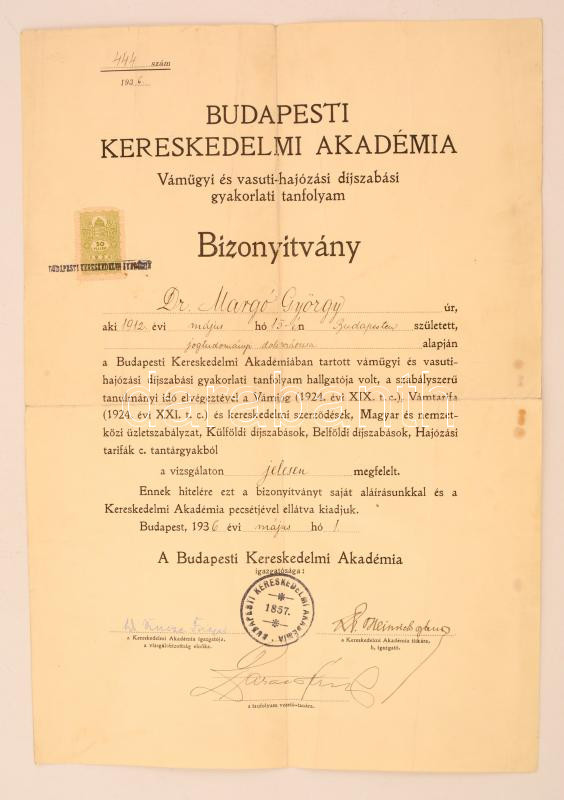 444 szám
1936.
BUDAPESTI
KERESKEDELMI AKADÉMIA
Vámügyi és vasuti-hajózási díjszabási
gyakorlati tanfolyam
Bizonyitvány
50
BUDAPESTI KERESKEDELMI AKADÉMIA
Dr. Margó György úr,
aki 1912 évi május hó 15-én Budapesten született,
jogtudományi alapján
a Budapesti Kereskedelmi Akadémiában tartott vámügyi és vasuti-
hajózási díjszabási gyakorlati tanfolyam hallgatója volt, a szabályszerű
tanulmányi idő elvégeztével a Vámjog (1924. évi XIX. t. c.). Vámtarifa
(1924. évi XXI. t. c.) és kereskedelmi szerződések, Magyar és nemzet-
közi üzletszabályzat, Külföldi díjszabások, Belföldi díjszabások, Hajózási
tarifák c. tantárgyakból
a vizsgálaton jelesen megfelelt.
Ennek hitelére ezt a bizonyítványt saját aláírásunkkal és a
Kereskedelmi Akadémia pecsétjével ellátva kiadjuk.
Budapest, 1936 évi május hó 1.
A Budapesti Kereskedelmi Akadémia
igazgatósága:
BUDAPESTI KERESKEDELMI AKADÉMIA
1857.
a Kereskedelmi Akadémia igazgatója,
a vizsgálóbizottság elnöke.
a Kereskedelmi Akadémia titkára,
h. igazgató.
a tanfolyam vezető-tanára.
darabanth